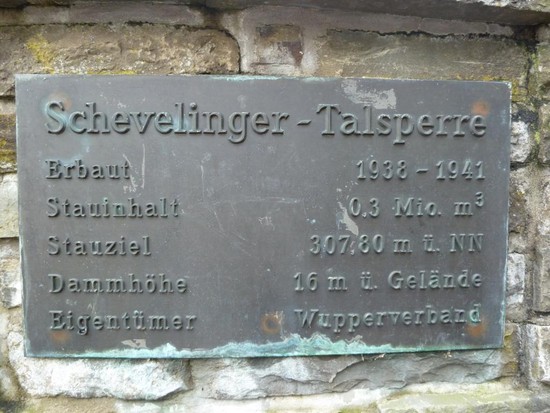 Schevelinger-Talsperre
Erbaut 1938-1941
Stauinhalt 0.3 Mio. m³
Stauziel 307.80 m ü. NN
Dammhöhe 16 m ü. Gelände
Eigentümer Wupperverband